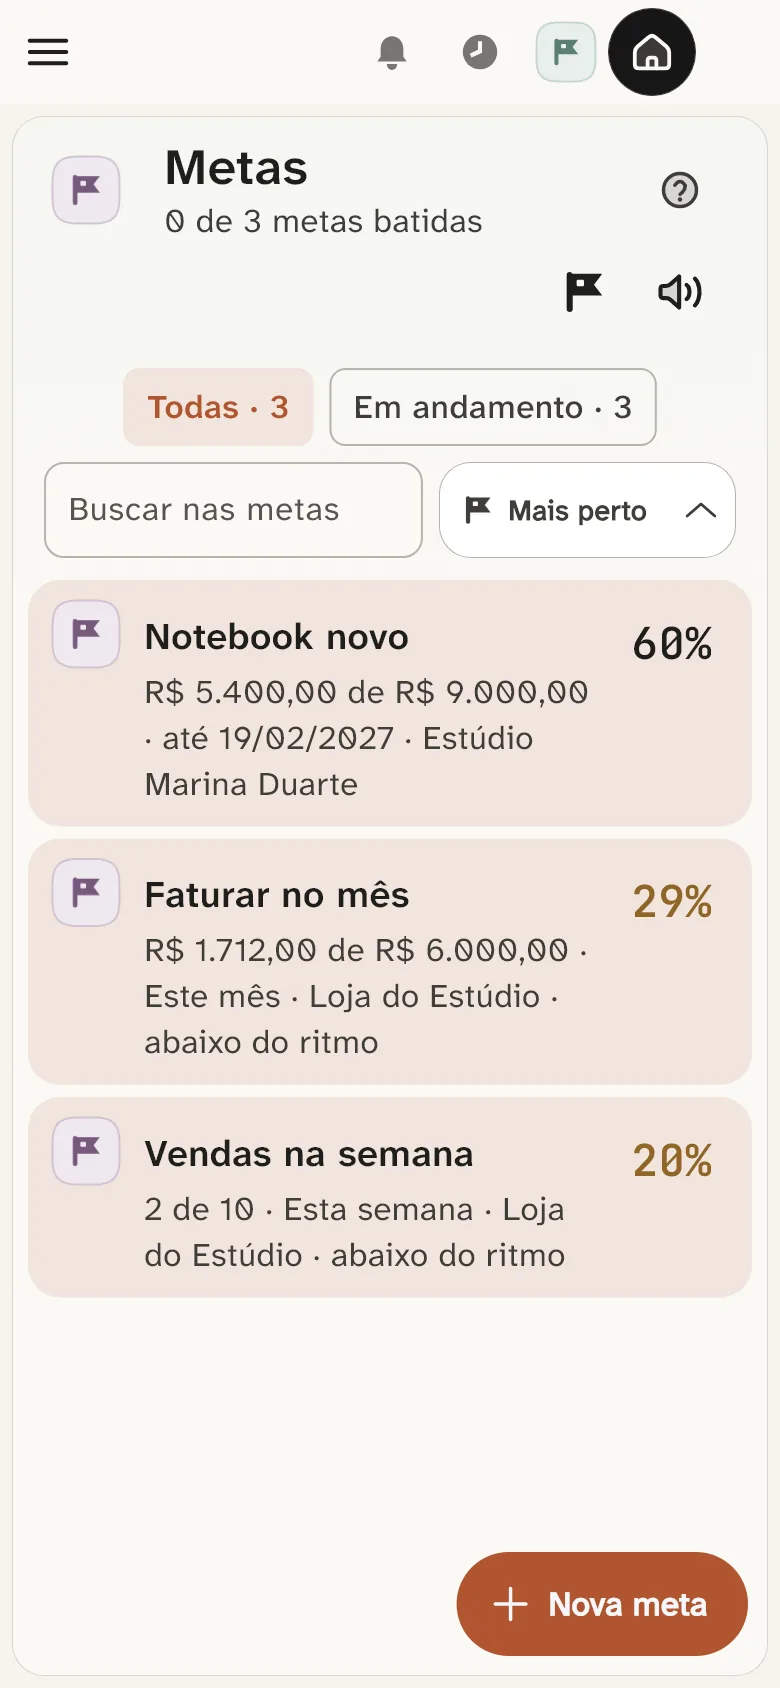 Metas
0 de 3 metas batidas
Todas · 3
Em andamento · 3
Buscar nas metas
Mais perto
Notebook novo
60%
R$ 5.400,00 de R$ 9.000,00
· até 19/02/2027 · Estúdio
Marina Duarte
Faturar no mês
29%
R$ 1.712,00 de R$ 6.000,00 ·
Este mês · Loja do Estúdio ·
abaixo do ritmo
Vendas na semana
20%
2 de 10 · Esta semana · Loja
do Estúdio · abaixo do ritmo
Nova meta